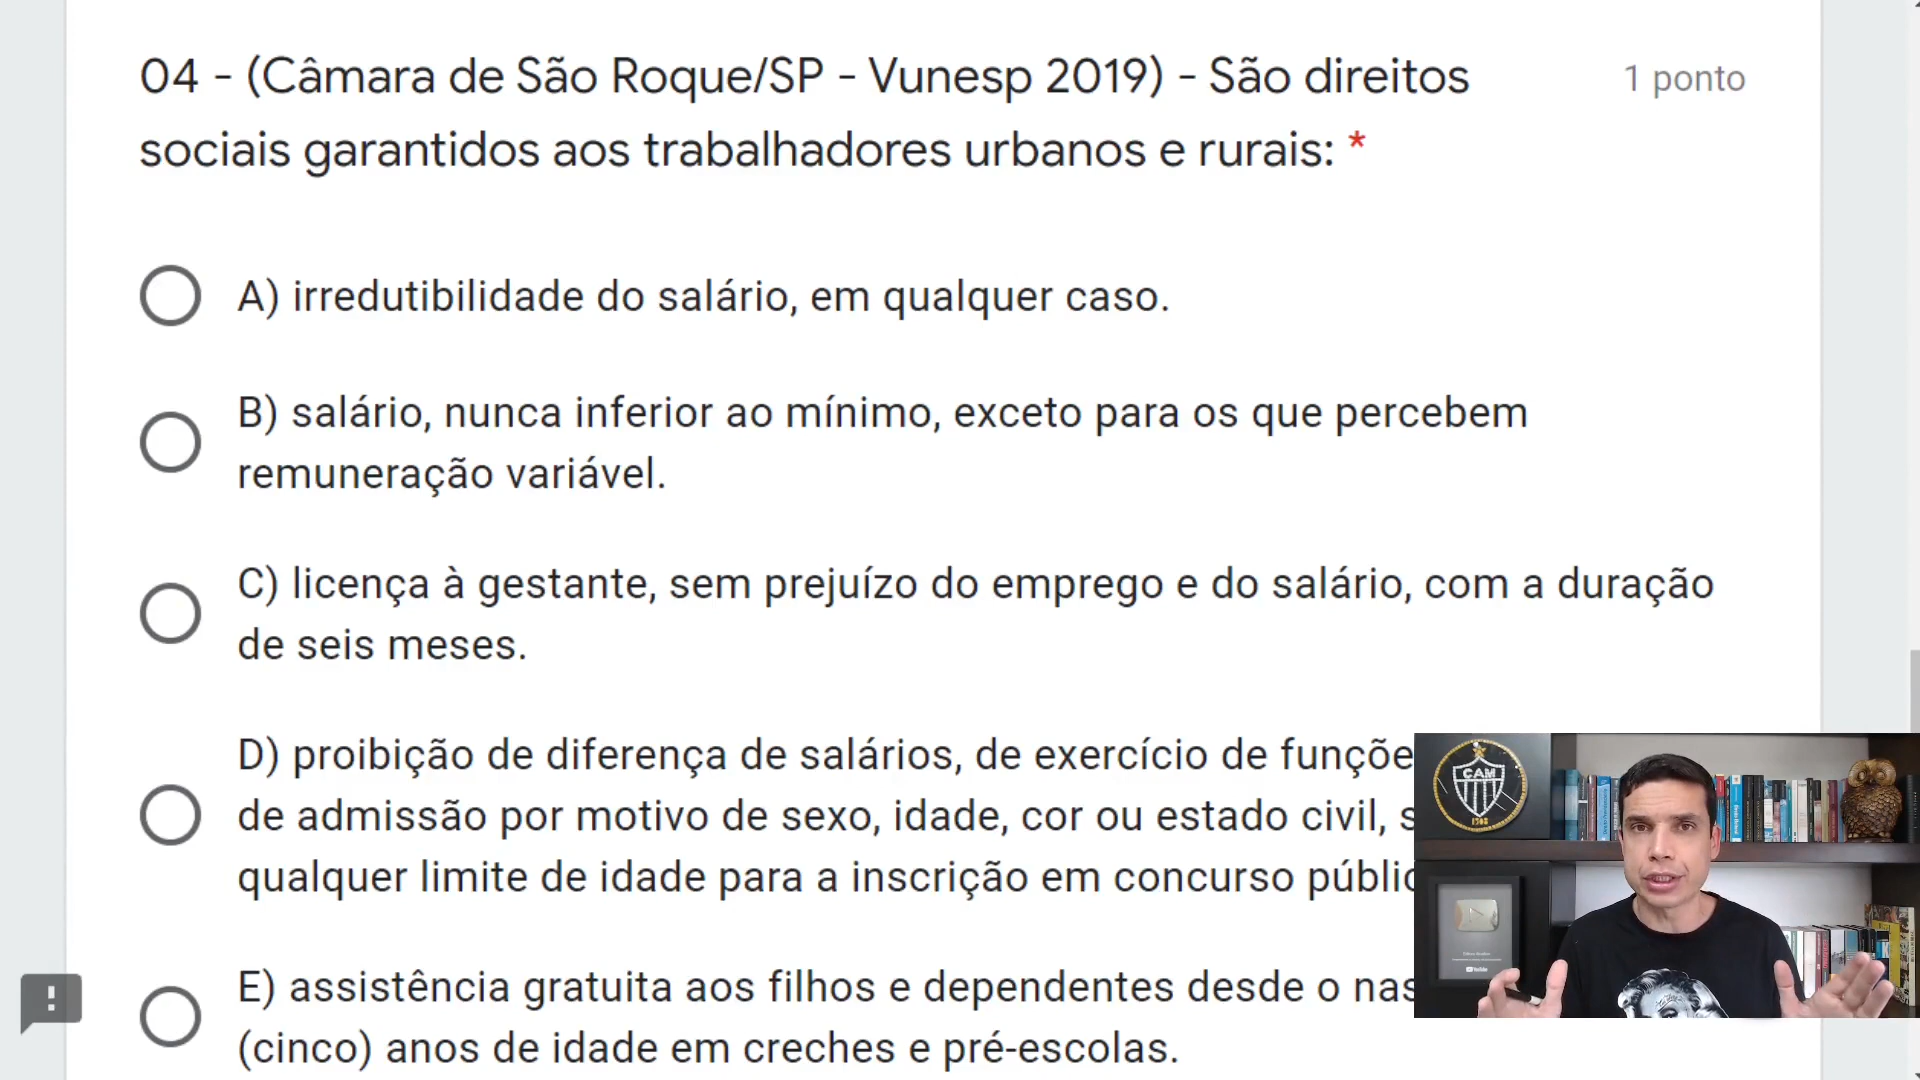 04 - (Câmara de São Roque/SP - Vunesp 2019) - São direitos
1 ponto
sociais garantidos aos trabalhadores urbanos e rurais: *
A) irredutibilidade do salário, em qualquer caso.
B) salário, nunca inferior ao mínimo, exceto para os que percebem
remuneração variável.
C) licença à gestante, sem prejuízo do emprego e do salário, com a duração
de seis meses.
D) proibição de diferença de salários, de exercício de funçõe
de admissão por motivo de sexo, idade, cor ou estado civil, s
qualquer limite de idade para a inscrição em concurso públic
E) assistência gratuita aos filhos e dependentes desde o nas
(cinco) anos de idade em creches e pré-escolas.
CAM
1908
YouTube